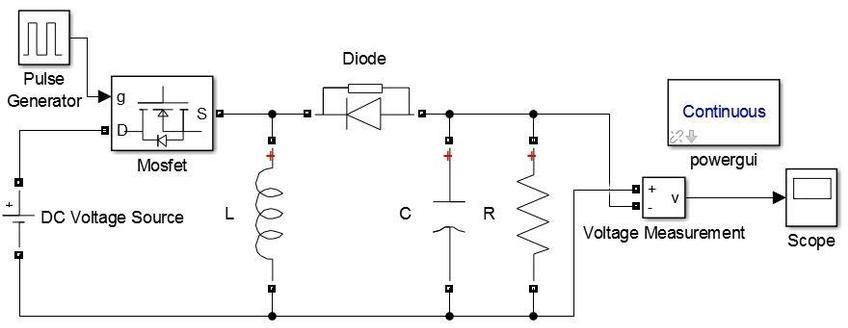 Pulse
Generator
g
D
S
Mosfet
Diode
Continuous
powergui
+
DC Voltage Source
L
+
C
+
R
+
+
-
v
Voltage Measurement
Scope